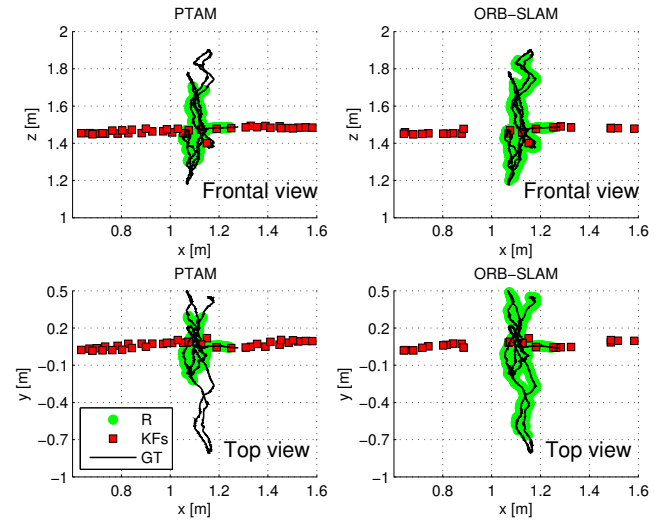 PTAM
ORB-SLAM
2
1.8
1.6
1.4
1.2
1
z [m]
0.8 1 1.2 1.4 1.6
x [m]
Frontal view
2
1.8
1.6
1.4
1.2
1
z [m]
0.8 1 1.2 1.4 1.6
x [m]
Frontal view
PTAM
ORB-SLAM
0.5
0.2
−0.1
−0.4
−0.7
−1
y [m]
R
KFs
GT
Top view
0.8 1 1.2 1.4 1.6
x [m]
0.5
0.2
−0.1
−0.4
−0.7
−1
y [m]
Top view
0.8 1 1.2 1.4 1.6
x [m]